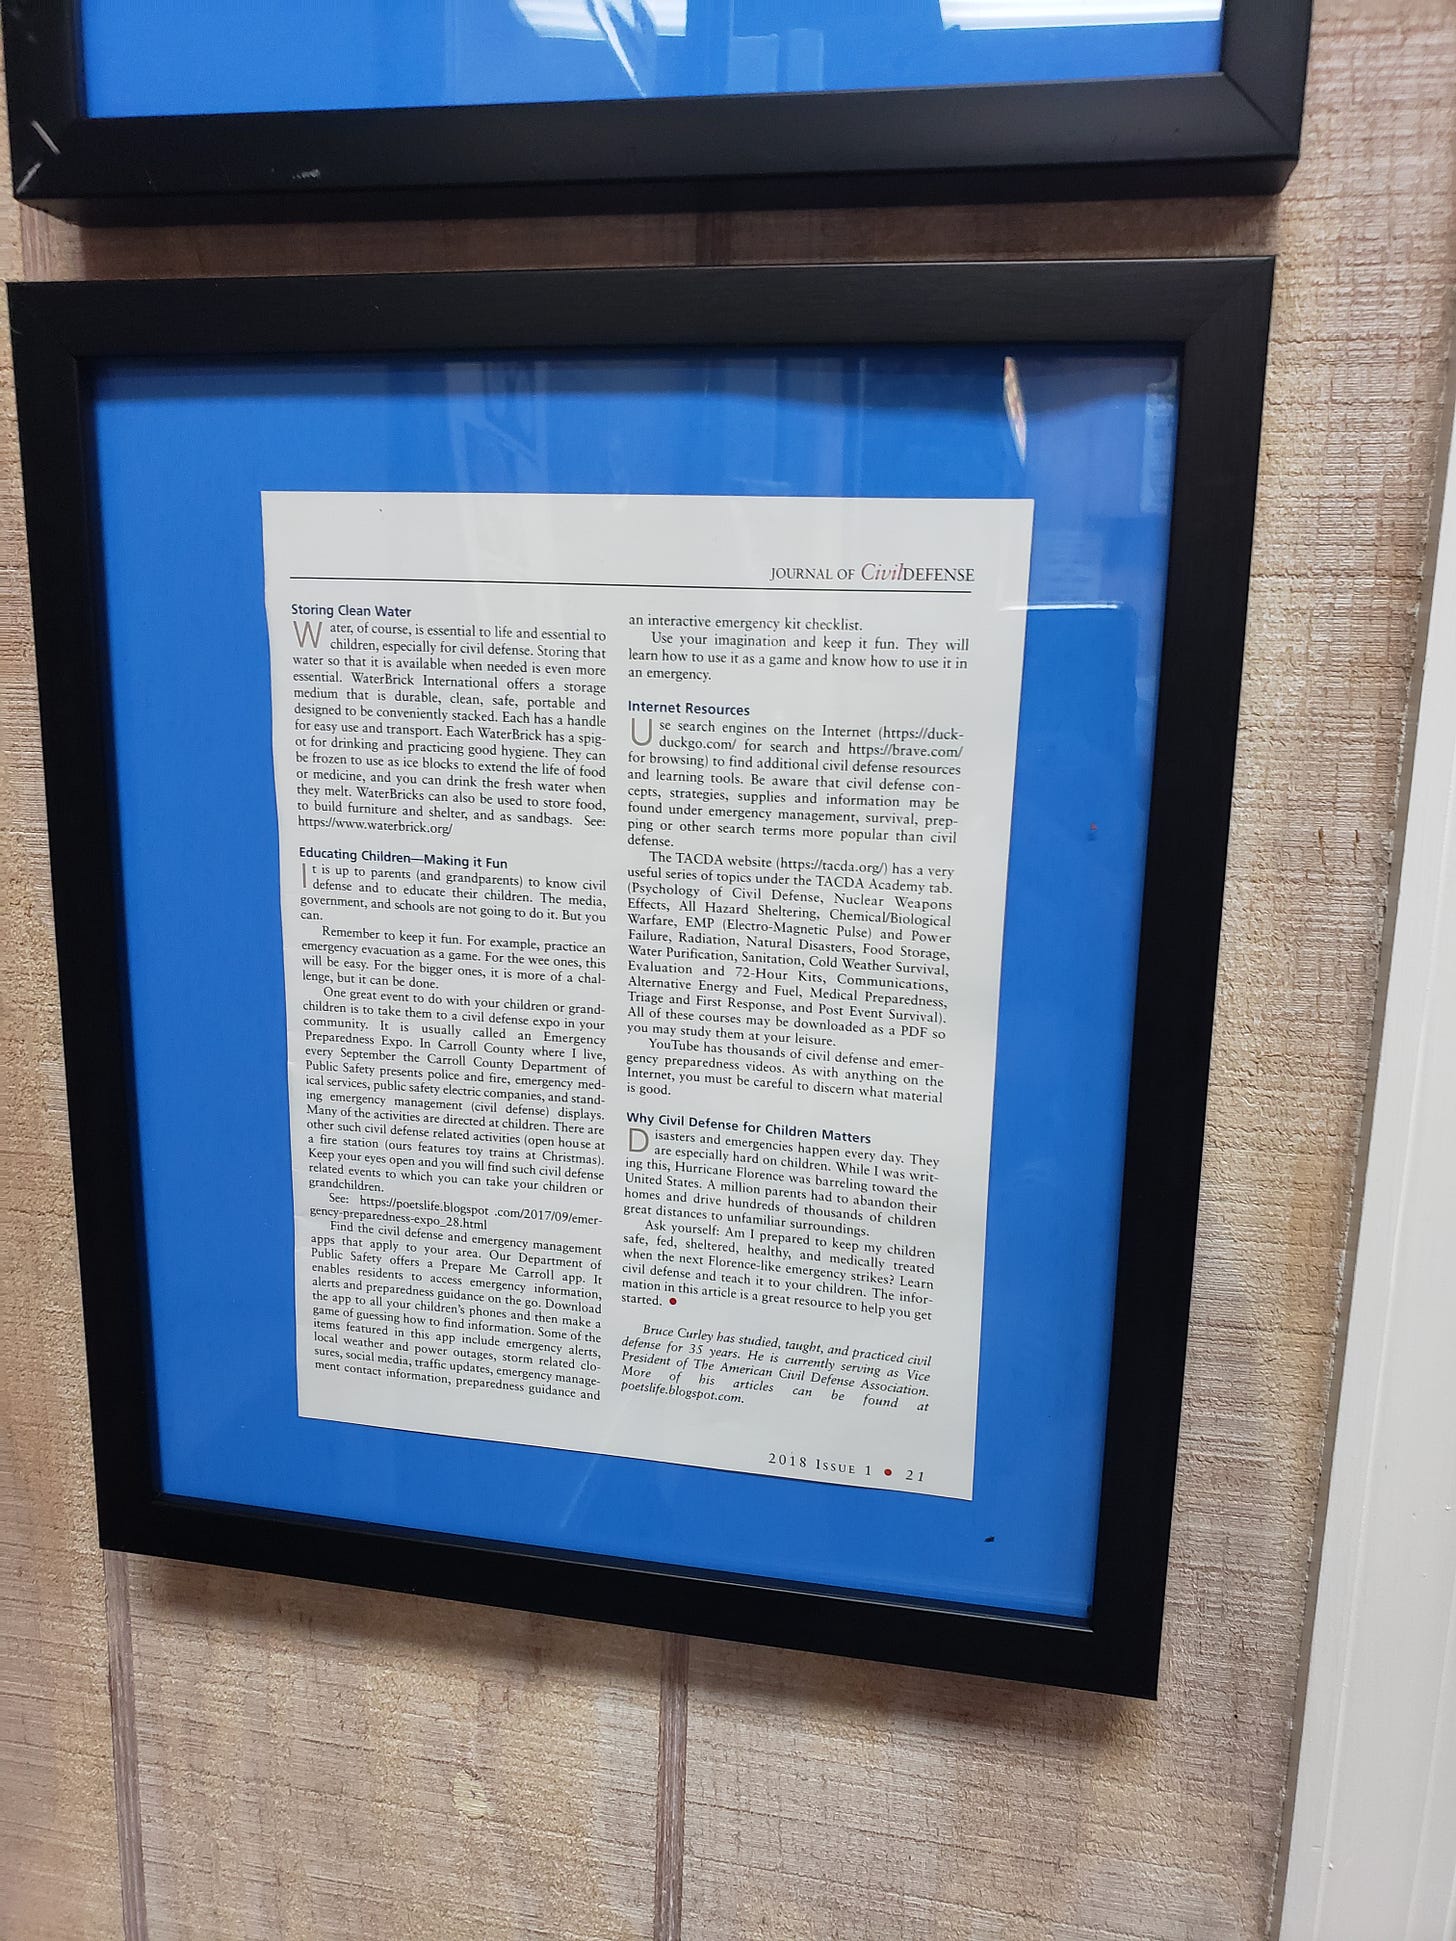 JOURNAL OF CivilDEFENSE
Storing Clean Water
Water, of course, is essential to life and essential to
children, especially for civil defense. Storing that
water so that it is available when needed is even more
essential. WaterBrick International offers a storage
medium that is durable, clean, safe, portable and
designed to be conveniently stacked. Each has a handle
for easy use and transport. Each WaterBrick has a spig-
ot for drinking and practicing good hygiene. They can
be frozen to use as ice blocks to extend the life of food
or medicine, and you can drink the fresh water when
they melt. WaterBricks can also be used to store food,
to build furniture and shelter, and as sandbags. See:
https://www.waterbrick.org/
Educating Children—Making it Fun
It is up to parents (and grandparents) to know civil
defense and to educate their children. The media,
government, and schools are not going to do it. But you
can.
Remember to keep it fun. For example, practice an
emergency evacuation as a game. For the wee ones, this
will be easy. For the bigger ones, it is more of a chal-
lenge, but it can be done.
One great event to do with your children or grand-
children is to take them to a civil defense expo in your
community. It is usually called an Emergency
Preparedness Expo. In Carroll County where I live,
every September the Carroll County Department of
Public Safety presents police and fire, emergency med-
ical services, public safety electric companies, and stand-
ing emergency management (civil defense) displays.
Many of the activities are directed at children. There are
other such civil defense related activities (open house at
a fire station (ours features toy trains at Christmas).
Keep your eyes open and you will find such civil defense
related events to which you can take your children or
grandchildren.
See: https://poetslife.blogspot .com/2017/09/emer-
gency-preparedness-expo_28.html
Find the civil defense and emergency management
apps that apply to your area. Our Department of
Public Safety offers a Prepare Me Carroll app. It
enables residents to access emergency information,
alerts and preparedness guidance on the go. Download
the app to all your children's phones and then make a
game of guessing how to find information. Some of the
items featured in this app include emergency alerts,
local weather and power outages, storm related clo-
sures, social media, traffic updates, emergency manage-
ment contact information, preparedness guidance and
an interactive emergency kit checklist.
Use your imagination and keep it fun. They will
learn how to use it as a game and know how to use it in
an emergency.
Internet Resources
Use search engines on the Internet (https://duck-
duckgo.com/ for search and https://brave.com/
for browsing) to find additional civil defense resources
and learning tools. Be aware that civil defense con-
cepts, strategies, supplies and information may be
found under emergency management, survival, prep-
ping or other search terms more popular than civil
defense.
The TACDA website (https://tacda.org/) has a very
useful series of topics under the TACDA Academy tab.
(Psychology of Civil Defense, Nuclear Weapons
Effects, All Hazard Sheltering, Chemical/Biological
Warfare, EMP (Electro-Magnetic Pulse) and Power
Failure, Radiation, Natural Disasters, Food Storage,
Water Purification, Sanitation, Cold Weather Survival,
Evaluation and 72-Hour Kits, Communications,
Alternative Energy and Fuel, Medical Preparedness,
Triage and First Response, and Post Event Survival).
All of these courses may be downloaded as a PDF so
you may study them at your leisure.
YouTube has thousands of civil defense and emer-
gency preparedness videos. As with anything on the
Internet, you must be careful to discern what material
is good.
Why Civil Defense for Children Matters
Disasters and emergencies happen every day. They
are especially hard on children. While I was writ-
ing this, Hurricane Florence was barreling toward the
United States. A million parents had to abandon their
homes and drive hundreds of thousands of children
great distances to unfamiliar surroundings.
Ask yourself: Am I prepared to keep my children
safe, fed, sheltered, healthy, and medically treated
when the next Florence-like emergency strikes? Learn
civil defense and teach it to your children. The infor-
mation in this article is a great resource to help you get
started.
Bruce Curley has studied, taught, and practiced civil
defense for 35 years. He is currently serving as Vice
President of The American Civil Defense Association.
More of his articles can be found at
poetslife.blogspot.com.
2018 ISSUE 1 • 21